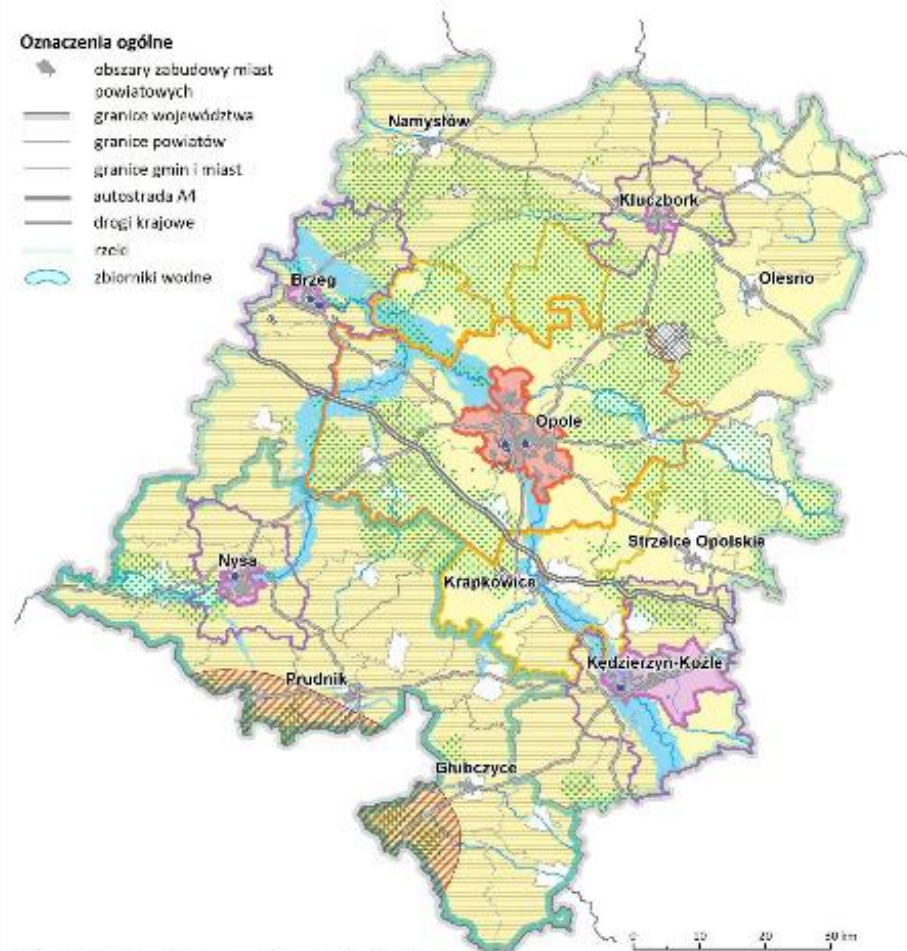 Oznaczenia ogólne
obszary zabudowy miast
powiatowych
granice województwa
granice powiatów
granice gmin i miast
autostrada A4
drogi krajowe
rzeki
zbiorniki wodne
Namysłów
Kluczbork
Olesno
Brzeg
Opole
Strzelce Opolskie
Nysa
Krapkowice
Kędzierzyn-Koźle
Prudnik
Głubczyce
0 10 20 30 km